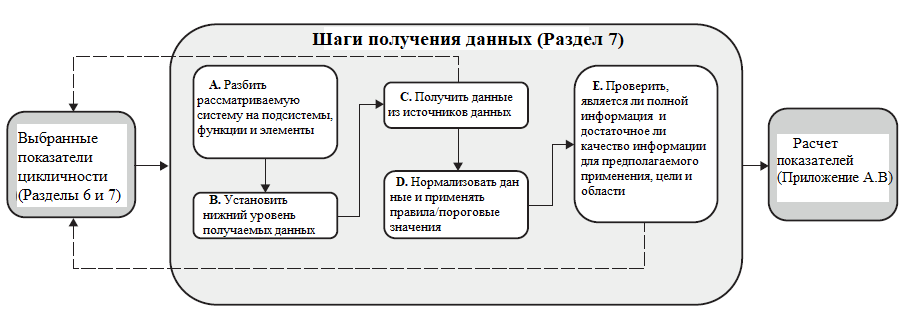 Шаги получения данных (Раздел 7)
Выбранные
показатели
цикличности
(Разделы 6 и 7)
A. Разбить
рассматриваемую
систему на подсистемы,
функции и элементы
B. Установить
нижний уровень
получаемых данных
C. Получить данные
из источников данных
D. Нормализовать дан
ные и применять
правила/пороговые
значения
E. Проверить,
является ли полной
информация и
достаточное ли
качество информации
для предполагаемого
применения, цели и
области
Расчет
показателей
(Приложение А.В)